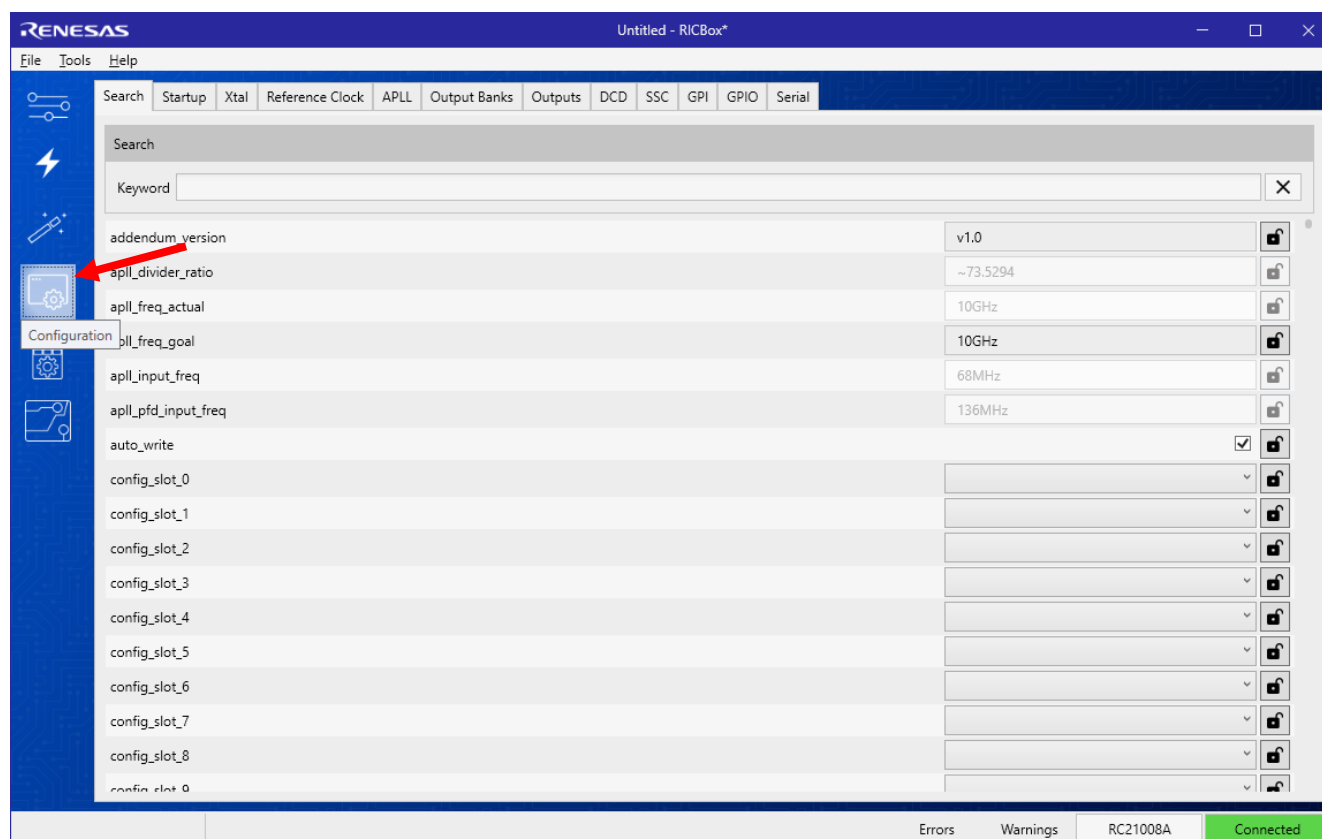 RENESAS
Untitled - RICBox*
File Tools Help
Search Startup Xtal Reference Clock APLL Output Banks Outputs DCD SSC GPI GPIO Serial
Search
Keyword
addendum_version v1.0
apll_divider_ratio ~73.5294
apll_freq_actual 10GHz
Configuration
pll_freq_goal 10GHz
apll_input_freq 68MHz
apll_pfd_input_freq 136MHz
auto_write
config_slot_0
config_slot_1
config_slot_2
config_slot_3
config_slot_4
config_slot_5
config_slot_6
config_slot_7
config_slot_8
config_slot_9
Errors Warnings RC21008A Connected